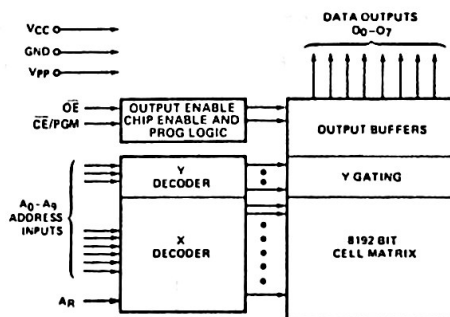 DATA OUTPUTS
O0-O7
VCC
GND
VPP
OE
CE/PGM
OUTPUT ENABLE
CHIP ENABLE AND
PROG LOGIC
OUTPUT BUFFERS
Y
DECODER
Y GATING
A0-A9
ADDRESS
INPUTS
X
DECODER
8192 BIT
CELL MATRIX
AR